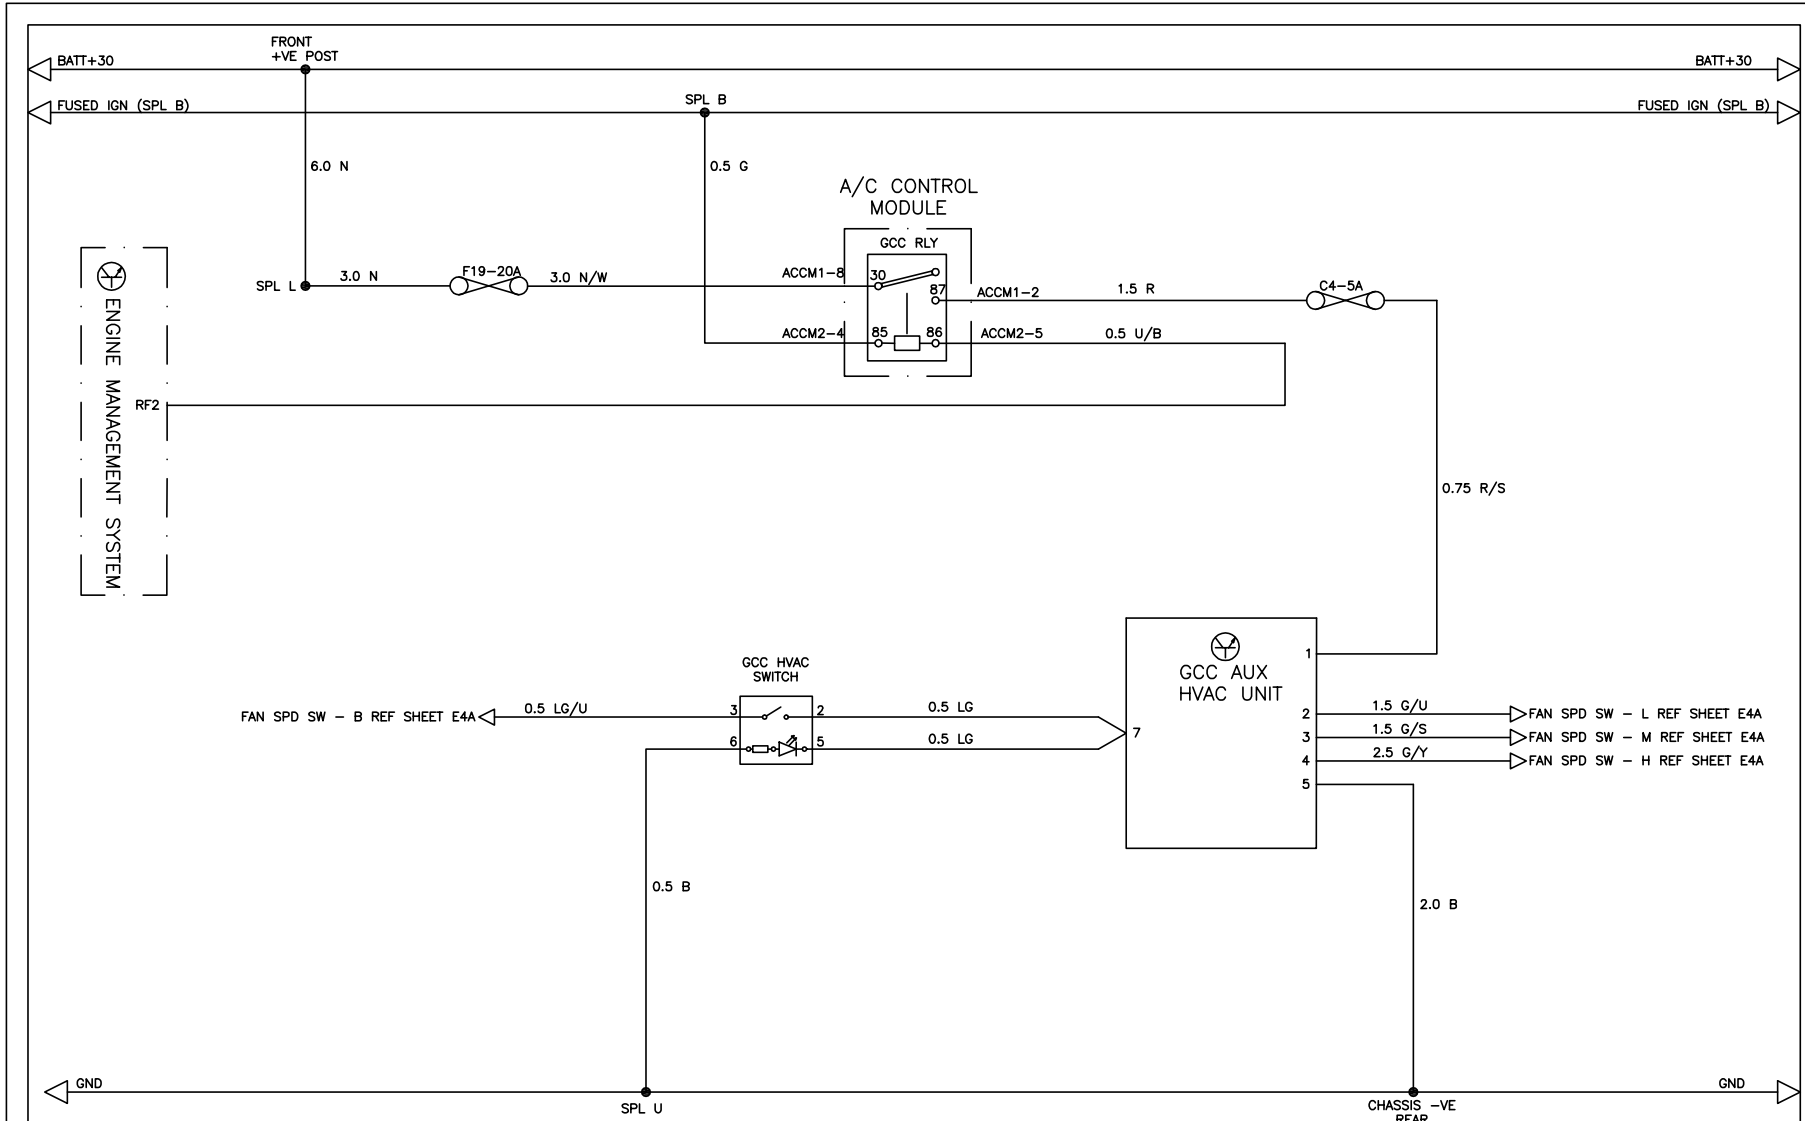 FRONT
+VE POST
BATT+30
BATT+30
FUSED IGN (SPL B)
SPL B
FUSED IGN (SPL B)
6.0 N
0.5 G
A/C CONTROL
MODULE
GCC RLY
SPL L
3.0 N
F19-20A
3.0 N/W
ACCM1-8
30
87
ACCM1-2
1.5 R
C4-5A
ACCM2-4
85
86
ACCM2-5
0.5 U/B
ENGINE MANAGEMENT SYSTEM
RF2
0.75 R/S
GCC HVAC
SWITCH
GCC AUX
HVAC UNIT
1
FAN SPD SW - B REF SHEET E4A
0.5 LG/U
3
2
0.5 LG
6
5
0.5 LG
7
2
1.5 G/U
FAN SPD SW - L REF SHEET E4A
3
1.5 G/S
FAN SPD SW - M REF SHEET E4A
4
2.5 G/Y
FAN SPD SW - H REF SHEET E4A
5
0.5 B
2.0 B
GND
GND
SPL U
CHASSIS -VE
REAR